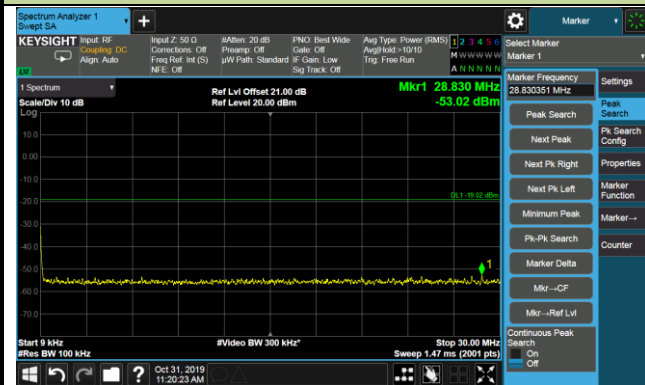 Spectrum Analyzer 1
Swept SA
+
Marker
KEYSIGHT
Input: RF
Coupling: DC
Align: Auto
Input Z: 50 Ω
Corrections: Off
Freq Ref: Int (S)
NFE: Off
#Atten: 20 dB
Preamp: Off
µW Path: Standard
PNO: Best Wide
Gate: Off
IF Gain: Low
Sig Track: Off
Avg Type: Power (RMS)
Avg|Hold:>10/10
Trig: Free Run
1 2 3 4 5 6
M W W W W W
A N N N N N
Select Marker
Marker 1
1 Spectrum
Scale/Div 10 dB
Log
Ref Lvl Offset 21.00 dB
Ref Level 20.00 dBm
Mkr1 28.830 MHz
-53.02 dBm
10.0
0.00
-10.0
-20.0
-30.0
-40.0
-50.0
-60.0
-70.0
DL1 -19.02 dBm
1
Start 9 kHz
#Res BW 100 kHz
#Video BW 300 kHz*
Stop 30.00 MHz
Sweep 1.47 ms (2001 pts)
Marker Frequency
28.830351 MHz
Peak Search
Next Peak
Next Pk Right
Next Pk Left
Minimum Peak
Pk-Pk Search
Marker Delta
Mkr→CF
Mkr→Ref Lvl
Continuous Peak
Search
On
Off
Settings
Peak
Search
Pk Search
Config
Properties
Marker
Function
Marker→
Counter
?
Oct 31, 2019
11:20:23 AM